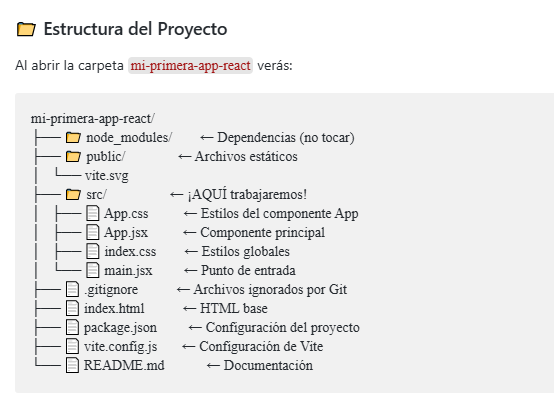 📂 Estructura del Proyecto
Al abrir la carpeta mi-primera-app-react verás:
mi-primera-app-react/
├── 📁 node_modules/ ← Dependencias (no tocar)
├── 📁 public/ ← Archivos estáticos
│ └── vite.svg
├── 📁 src/ ← ¡AQUÍ trabajaremos!
│ ├── 📄 App.css ← Estilos del componente App
│ ├── 📄 App.jsx ← Componente principal
│ ├── 📄 index.css ← Estilos globales
│ └── 📄 main.jsx ← Punto de entrada
├── 📄 .gitignore ← Archivos ignorados por Git
├── 📄 index.html ← HTML base
├── 📄 package.json ← Configuración del proyecto
├── 📄 vite.config.js ← Configuración de Vite
└── 📄 README.md ← Documentación